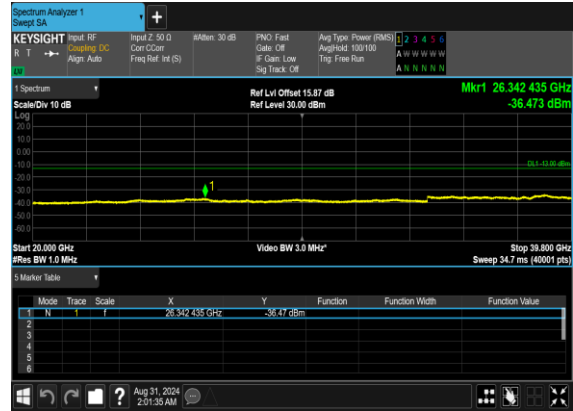 Spectrum Analyzer 1
Swept SA
+
KEYSIGHT
R T
Input: RF
Coupling: DC
Align: Auto
Input Z: 50 Ω
Corr CCorr
Freq Ref: Int (S)
#Atten: 30 dB
PNO: Fast
Gate: Off
IF Gain: Low
Sig Track: Off
Avg Type: Power (RMS)
Avg|Hold: 100/100
Trig: Free Run
1 2 3 4 5 6
A W W W W W
A N N N N N
1 Spectrum
Scale/Div 10 dB
Ref Lvl Offset 15.87 dB
Ref Level 30.00 dBm
Mkr1 26.342 435 GHz
-36.473 dBm
Log
20.0
10.0
0.00
-10.0
-20.0
-30.0
-40.0
-50.0
-60.0
DL1 -13.00 dBm
1
Start 20.000 GHz
#Res BW 1.0 MHz
Video BW 3.0 MHz*
Stop 39.800 GHz
Sweep 34.7 ms (40001 pts)
5 Marker Table
Mode Trace Scale X Y Function Function Width Function Value
1 N 1 f 26.342 435 GHz -36.47 dBm
2
3
4
5
6
?
Aug 31, 2024
2:01:35 AM